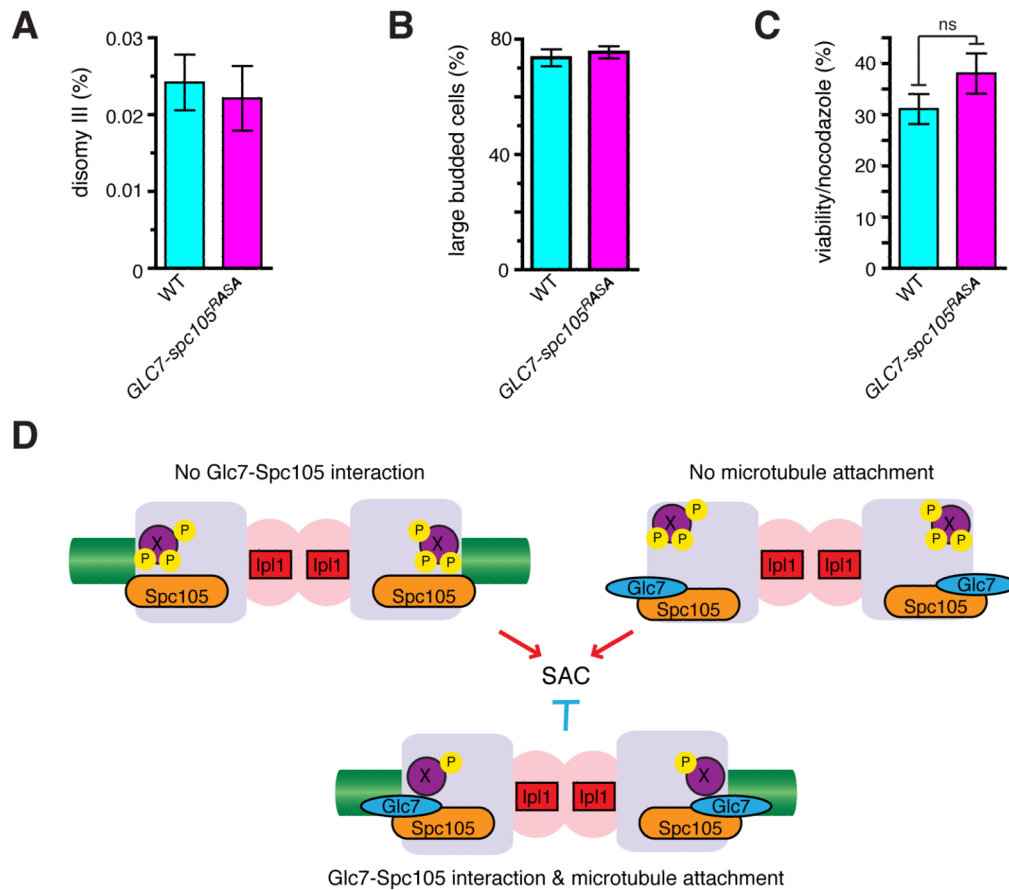 A
disomy III (%)
0.03
0.02
0.01
0
WT
GLC7-spc105RASA
B
large budded cells (%)
80
40
0
WT
GLC7-spc105RASA
C
viability/nocodazole (%)
ns
40
30
20
10
0
WT
GLC7-spc105RASA
D
No Glc7-Spc105 interaction
X P P P
Ipl1 Ipl1
X P P P
Spc105
Spc105
No microtubule attachment
X P P P
Ipl1 Ipl1
X P P P
Glc7
Spc105
Glc7
Spc105
SAC
X P
Ipl1 Ipl1
P X
Glc7
Spc105
Glc7
Spc105
Glc7-Spc105 interaction & microtubule attachment